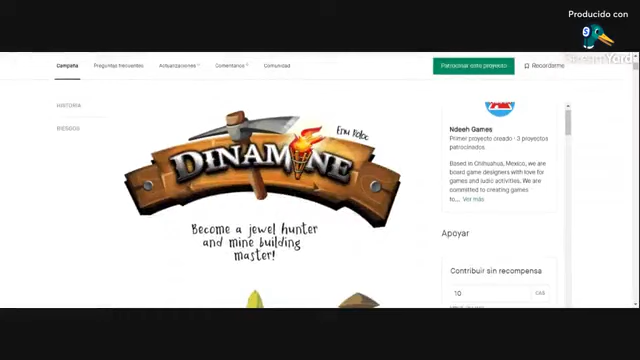 Producido con
StreamYard
Campaña
Preguntas frecuentes
Actualizaciones
Comentarios
Comunidad
Patrocinar este proyecto
Recordarme
HISTORIA
RIESGOS
DINAMINE
Become a jewel hunter
and mine building
master!
Ndeeh Games
Primer proyecto creado · 3 proyectos
patrocinados
Based in Chihuahua, Mexico, we are
board game designers with love for
games and ludic activities. We are
committed to creating games
to... Ver más
Apoyar
Contribuir sin recompensa
10